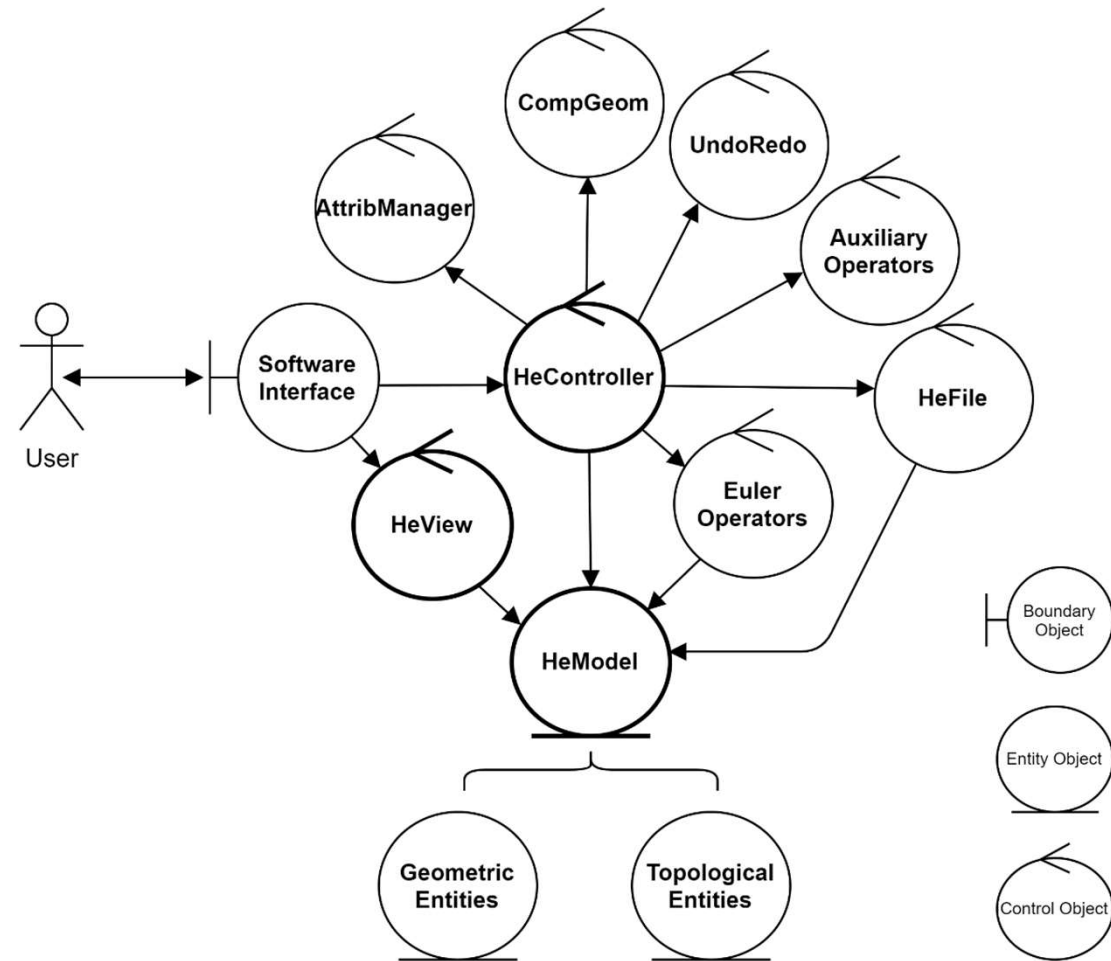 CompGeom
UndoRedo
AttribManager
Auxiliary
Operators
Software
Interface
HeController
HeFile
User
HeView
Euler
Operators
HeModel
Boundary
Object
Entity Object
Geometric
Entities
Topological
Entities
Control Object